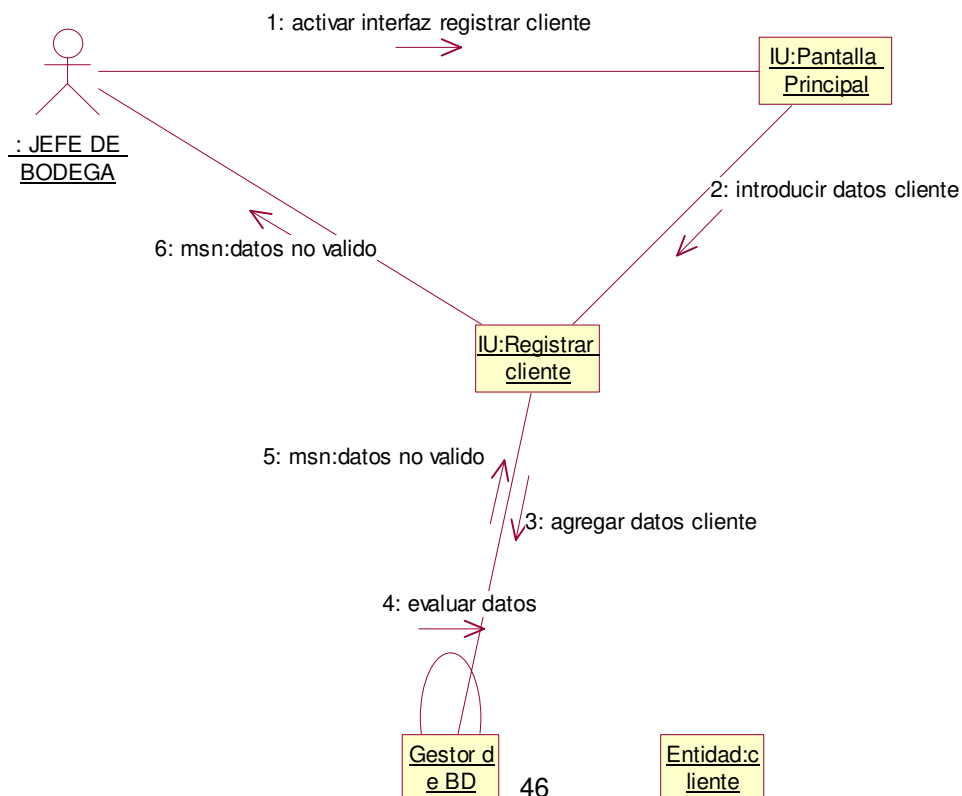 1: activar interfaz registrar cliente
IU:Pantalla
Principal
: JEFE DE
BODEGA
2: introducir datos cliente
6: msn:datos no valido
IU:Registrar
cliente
5: msn:datos no valido
3: agregar datos cliente
4: evaluar datos
Gestor d
e BD
46
Entidad:c
liente